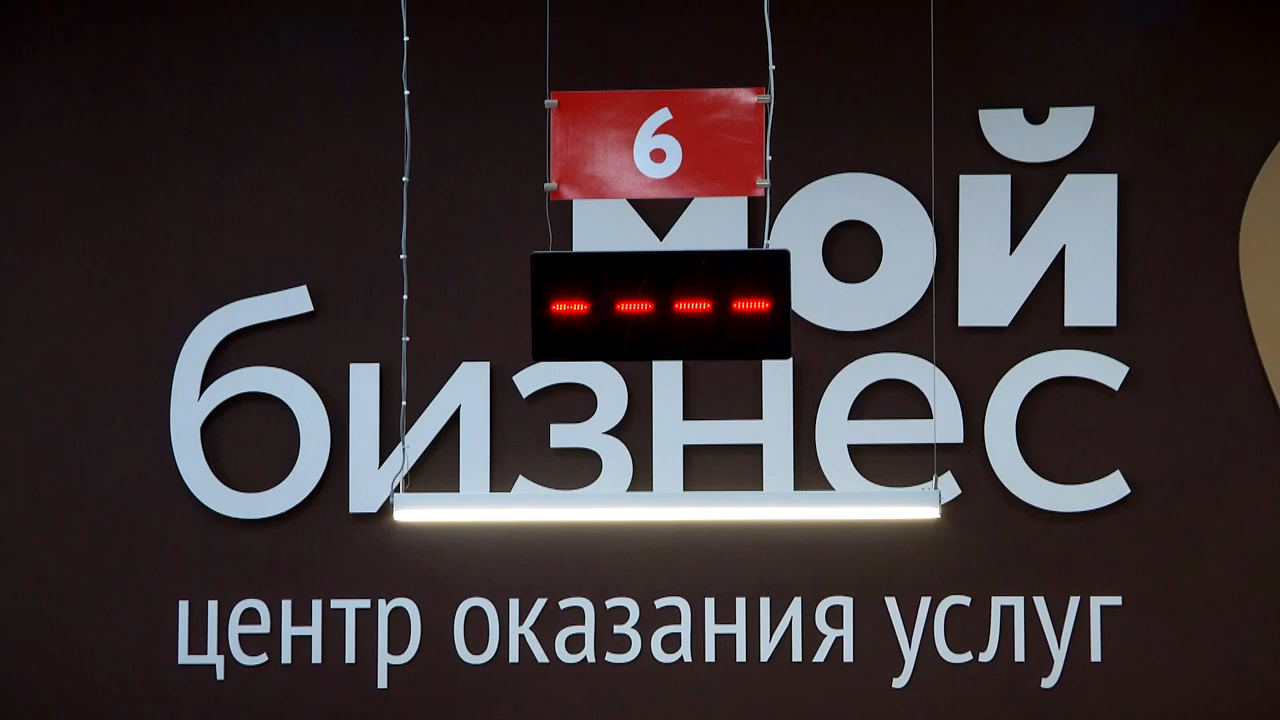 6
мой
----
бизнес
центр оказания услуг